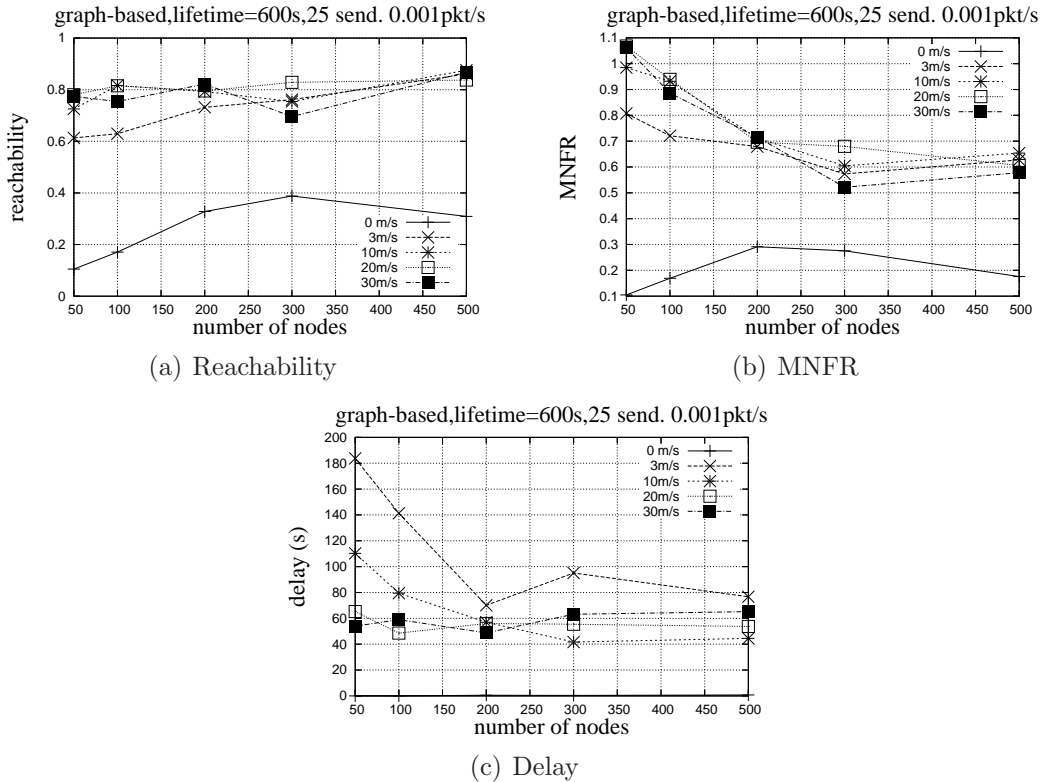 graph-based,lifetime=600s,25 send. 0.001pkt/s
reachability
1
0.8
0.6
0.4
0.2
0
0 m/s
3m/s
10m/s
20m/s
30m/s
50 100 150 200 250 300 350 400 450 500
number of nodes
(a) Reachability
graph-based,lifetime=600s,25 send. 0.001pkt/s
MNFR
1.1
1
0.9
0.8
0.7
0.6
0.5
0.4
0.3
0.2
0.1
0 m/s
3m/s
10m/s
20m/s
30m/s
50 100 150 200 250 300 350 400 450 500
number of nodes
(b) MNFR
graph-based,lifetime=600s,25 send. 0.001pkt/s
delay (s)
200
180
160
140
120
100
80
60
40
20
0
0 m/s
3m/s
10m/s
20m/s
30m/s
50 100 150 200 250 300 350 400 450 500
number of nodes
(c) Delay